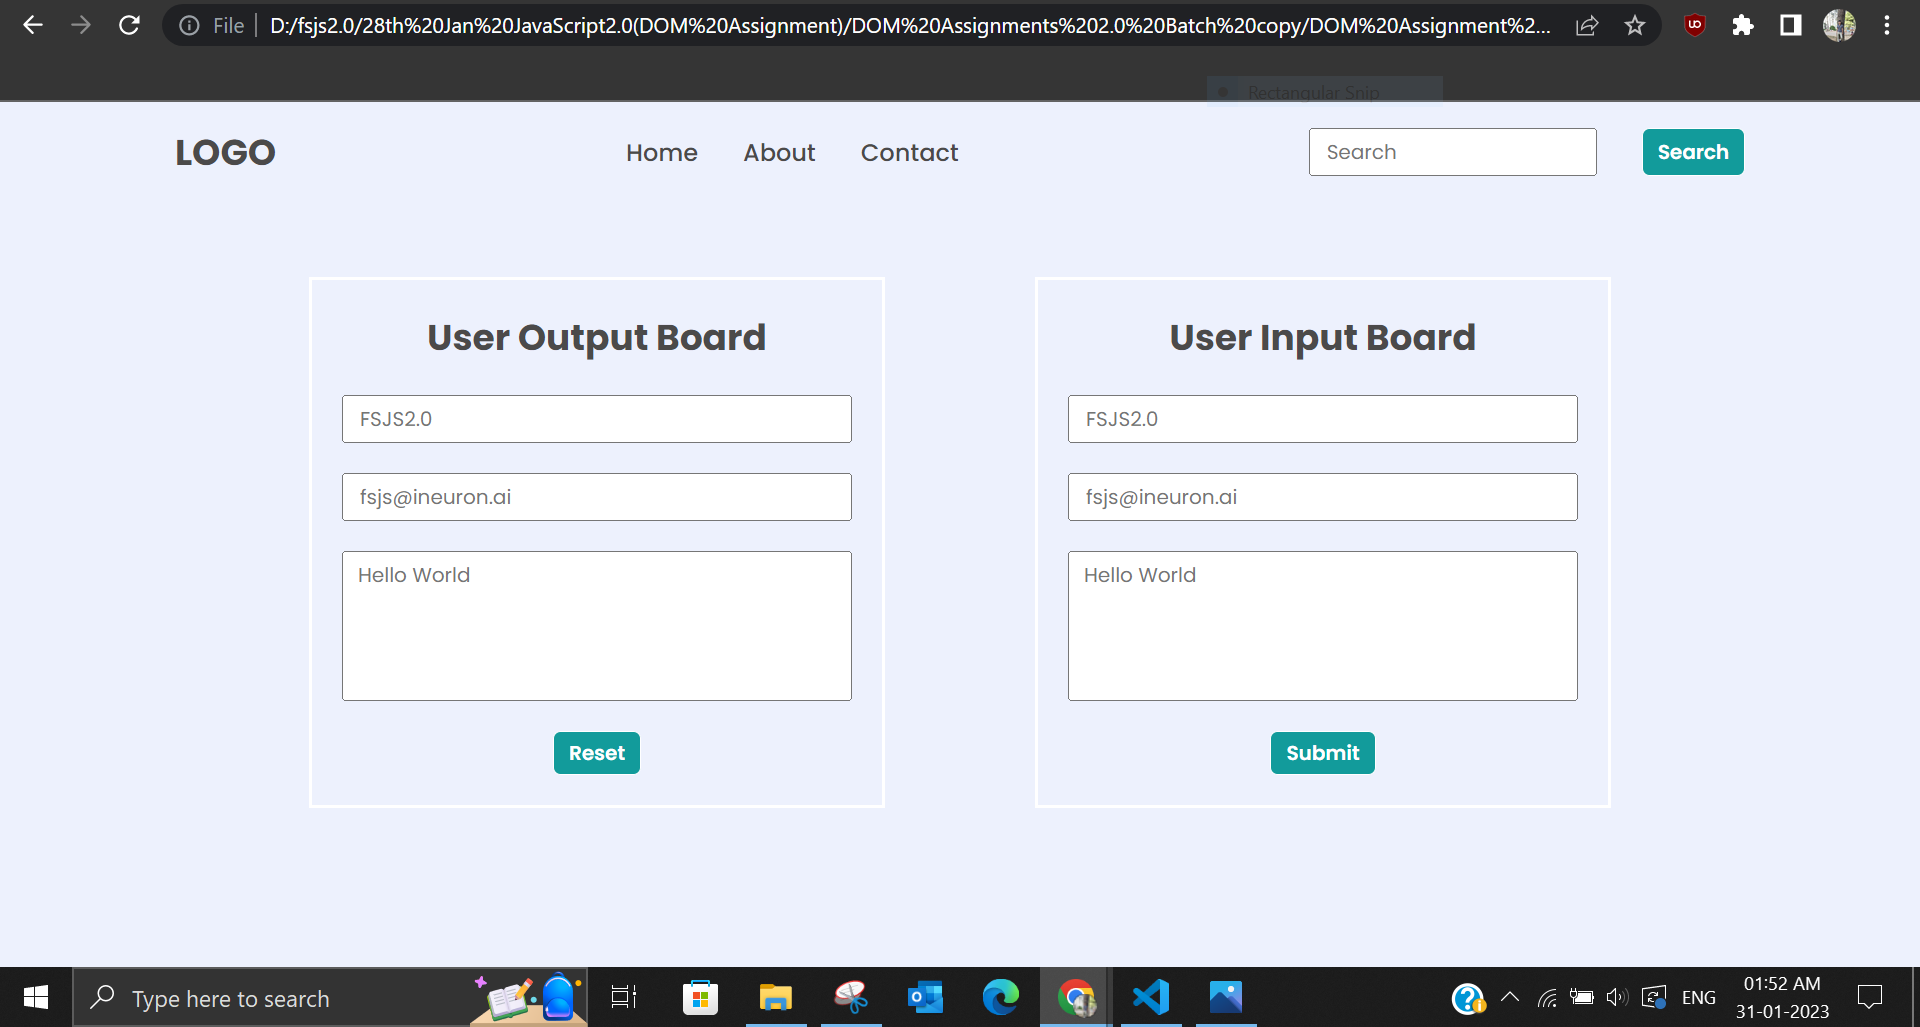 File D:/fsjs2.0/28th%20Jan%20JavaScript2.0(DOM%20Assignment)/DOM%20Assignments%202.0%20Batch%20copy/DOM%20Assignment%2...
Rectangular Snip
LOGO Home About Contact Search Search
User Output Board
FSJS2.0
fsjs@ineuron.ai
Hello World
Reset
User Input Board
FSJS2.0
fsjs@ineuron.ai
Hello World
Submit
Type here to search
ENG
01:52 AM
31-01-2023